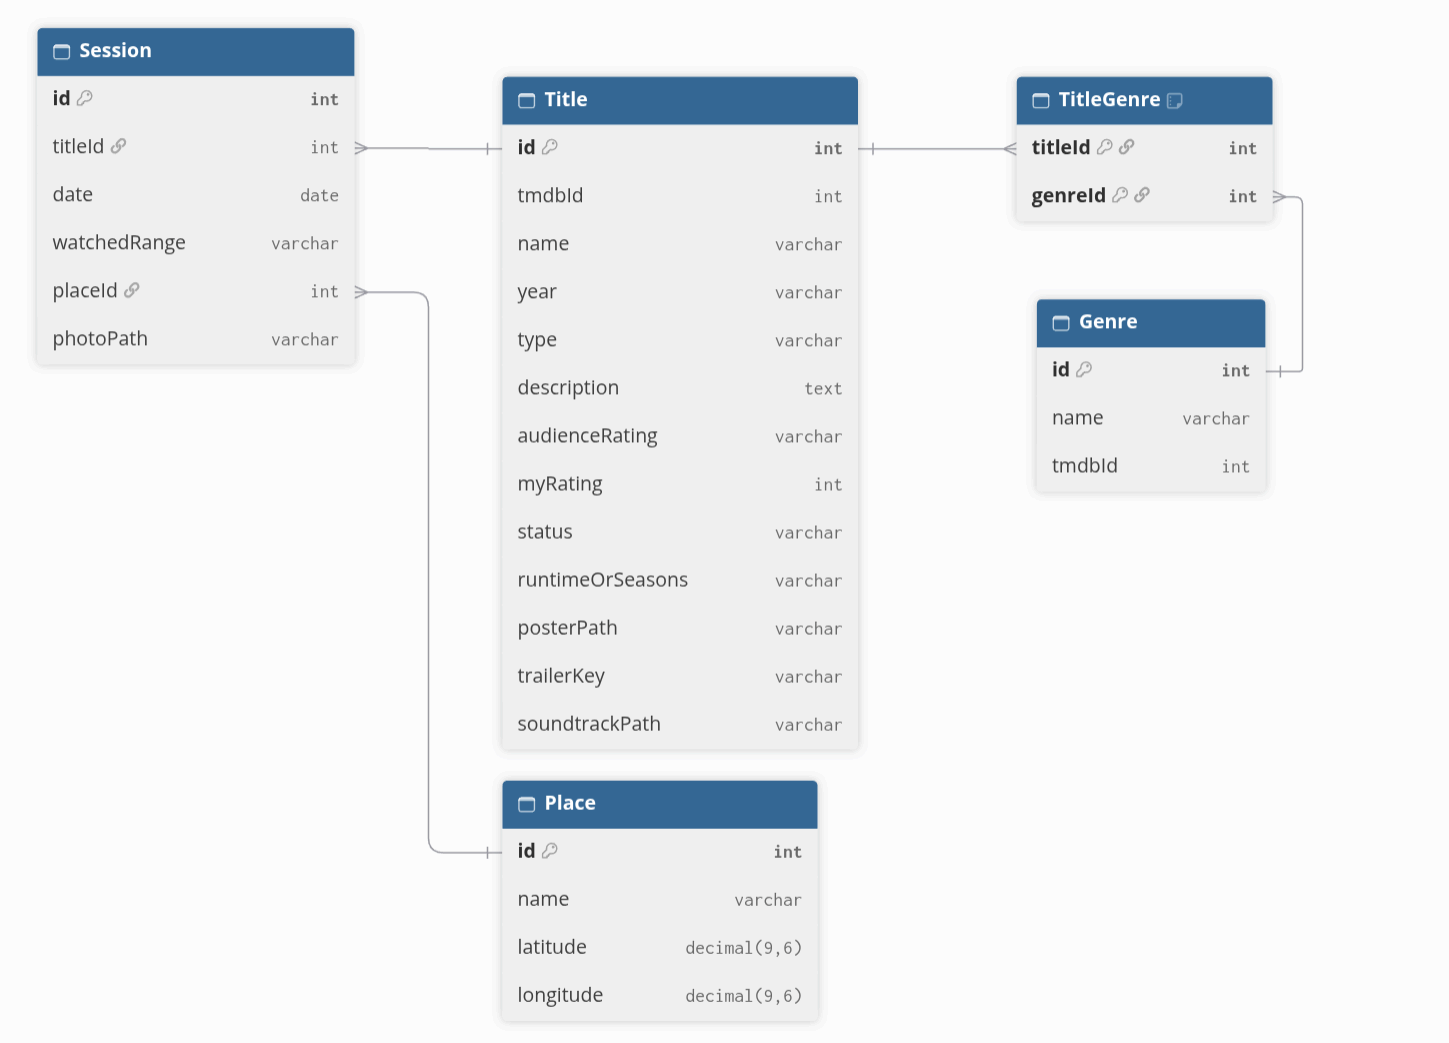 Session
id int
titleId int
date date
watchedRange varchar
placeId int
photoPath varchar
Title
id int
tmdbId int
name varchar
year varchar
type varchar
description text
audienceRating varchar
myRating int
status varchar
runtimeOrSeasons varchar
posterPath varchar
trailerKey varchar
soundtrackPath varchar
TitleGenre
titleId int
genreId int
Genre
id int
name varchar
tmdbId int
Place
id int
name varchar
latitude decimal(9,6)
longitude decimal(9,6)